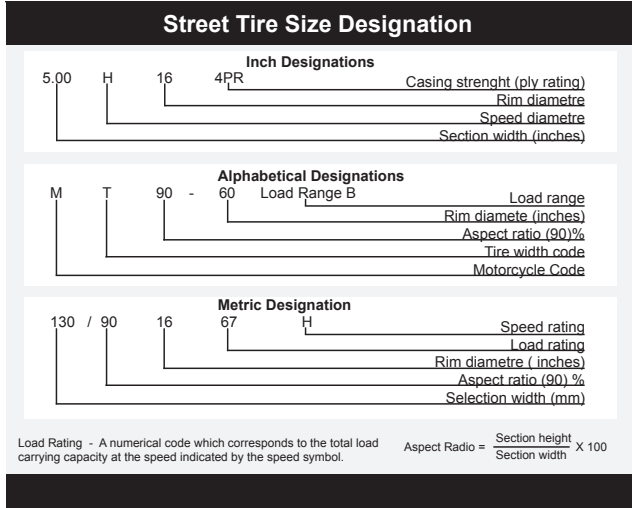 Street Tire Size Designation
Inch Designations
5.00 H 16 4PR
Casing strenght (ply rating)
Rim diametre
Speed diametre
Section width (inches)
Alphabetical Designations
M T 90 - 60 Load Range B
Load range
Rim diamete (inches)
Aspect ratio (90)%
Tire width code
Motorcycle Code
Metric Designation
130 / 90 16 67 H
Speed rating
Load rating
Rim diametre ( inches)
Aspect ratio (90) %
Selection width (mm)
Load Rating - A numerical code which corresponds to the total load
carrying capacity at the speed indicated by the speed symbol.
Aspect Radio = Section height / Section width X 100